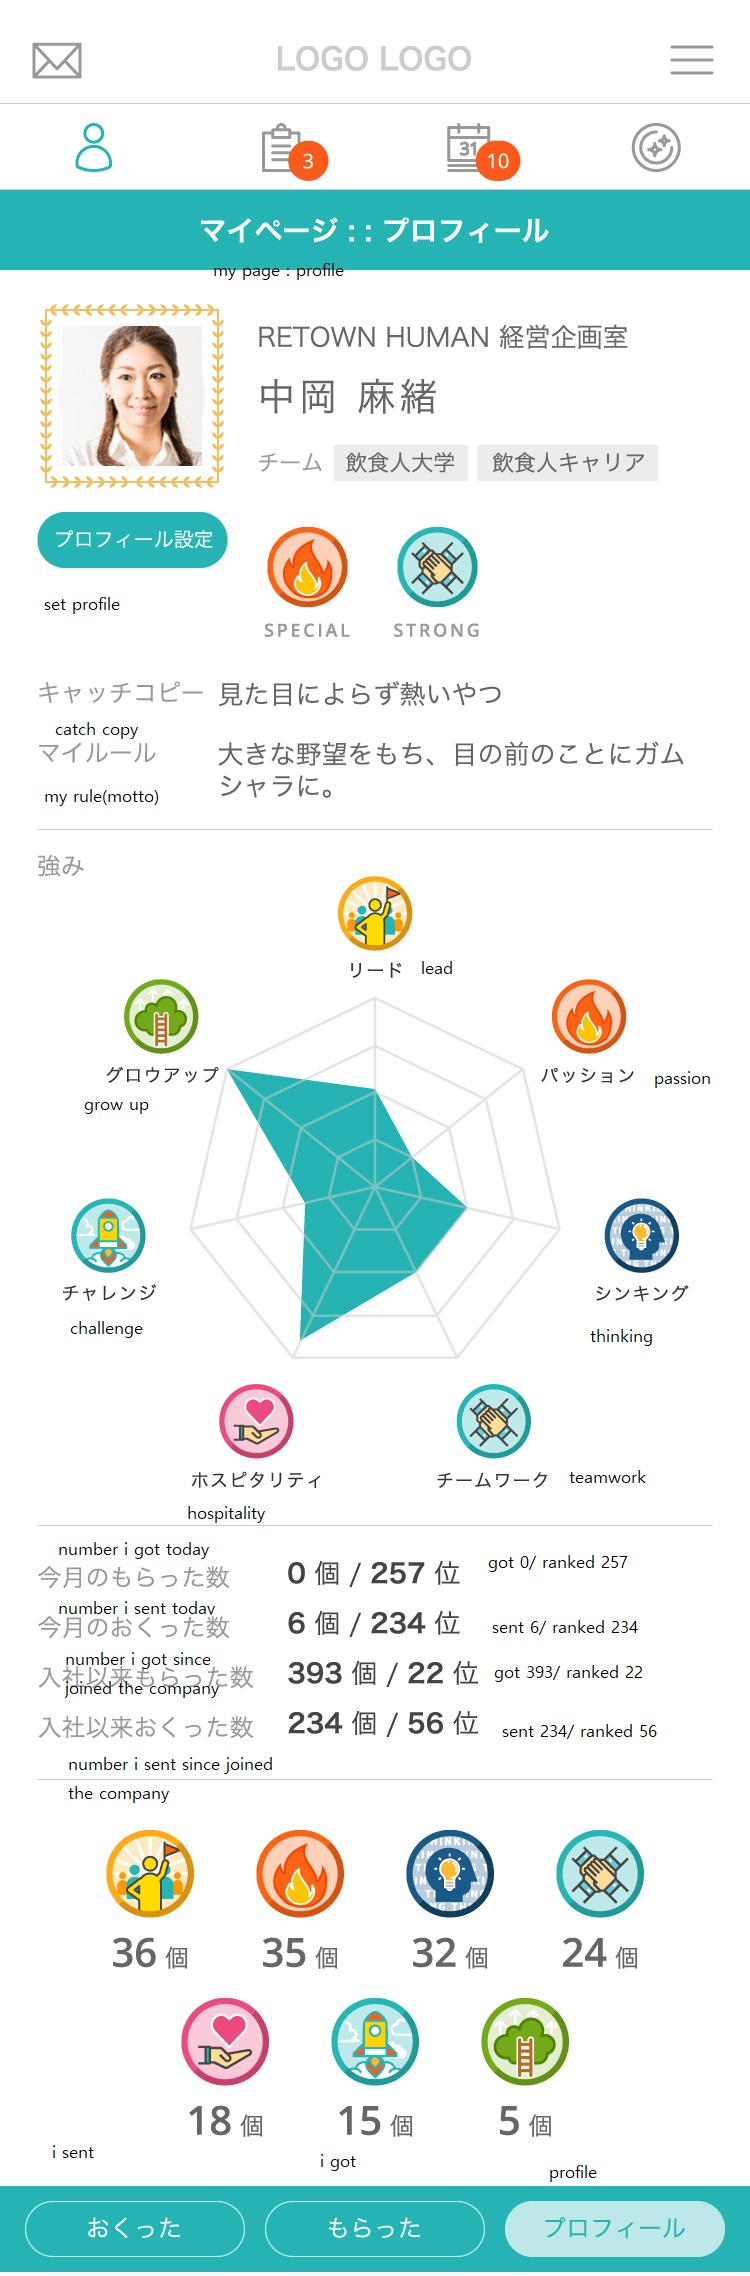 LOGO LOGO
3
31
10
マイページ : : プロフィール
my page : profile
RETOWN HUMAN 経営企画室
中岡 麻緒
チーム 飲食人大学 飲食人キャリア
プロフィール設定
set profile
SPECIAL STRONG
キャッチコピー 見た目によらず熱いやつ
catch copy
マイルール 大きな野望をもち、目の前のことにガム
シャラに。
my rule(motto)
強み
リード lead
グロウアップ
grow up
パッション passion
チャレンジ
challenge
シンキング
thinking
ホスピタリティ
hospitality
チームワーク teamwork
number i got today
今月のもらった数 0 個 / 257 位 got 0/ ranked 257
number i sent today
今月のおくった数 6 個 / 234 位 sent 6/ ranked 234
number i got since
joined the company
入社以来もらった数 393 個 / 22 位 got 393/ ranked 22
入社以来おくった数 234 個 / 56 位 sent 234/ ranked 56
number i sent since joined
the company
36 個 35 個 32 個 24 個
18 個 15 個 5 個
i sent i got profile
おくった もらった プロフィール